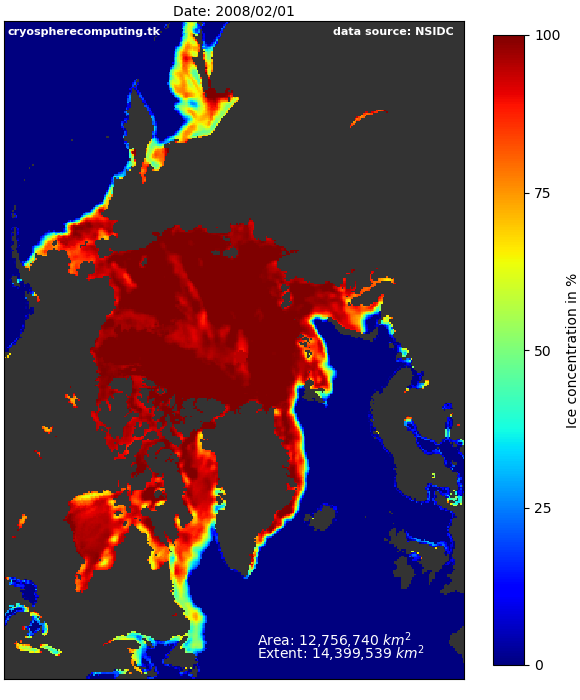 Date: 2008/02/01
cryospherecomputing.tk
data source: NSIDC
100
75
50
25
0
Ice concentration in %
Area: 12,756,740 km²
Extent: 14,399,539 km²